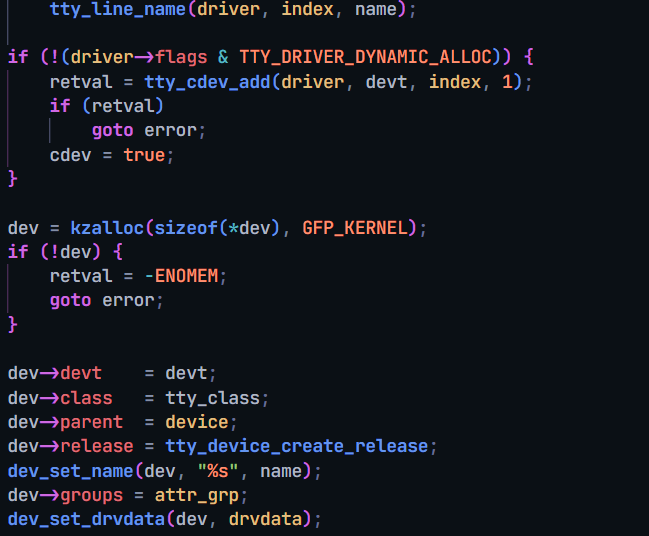 tty_line_name(driver, index, name);

if (!(driver->flags & TTY_DRIVER_DYNAMIC_ALLOC)) {
    retval = tty_cdev_add(driver, devt, index, 1);
    if (retval)
        goto error;
    cdev = true;
}

dev = kzalloc(sizeof(*dev), GFP_KERNEL);
if (!dev) {
    retval = -ENOMEM;
    goto error;
}

dev->devt    = devt;
dev->class   = tty_class;
dev->parent  = device;
dev->release = tty_device_create_release;
dev_set_name(dev, "%s", name);
dev->groups = attr_grp;
dev_set_drvdata(dev, drvdata);